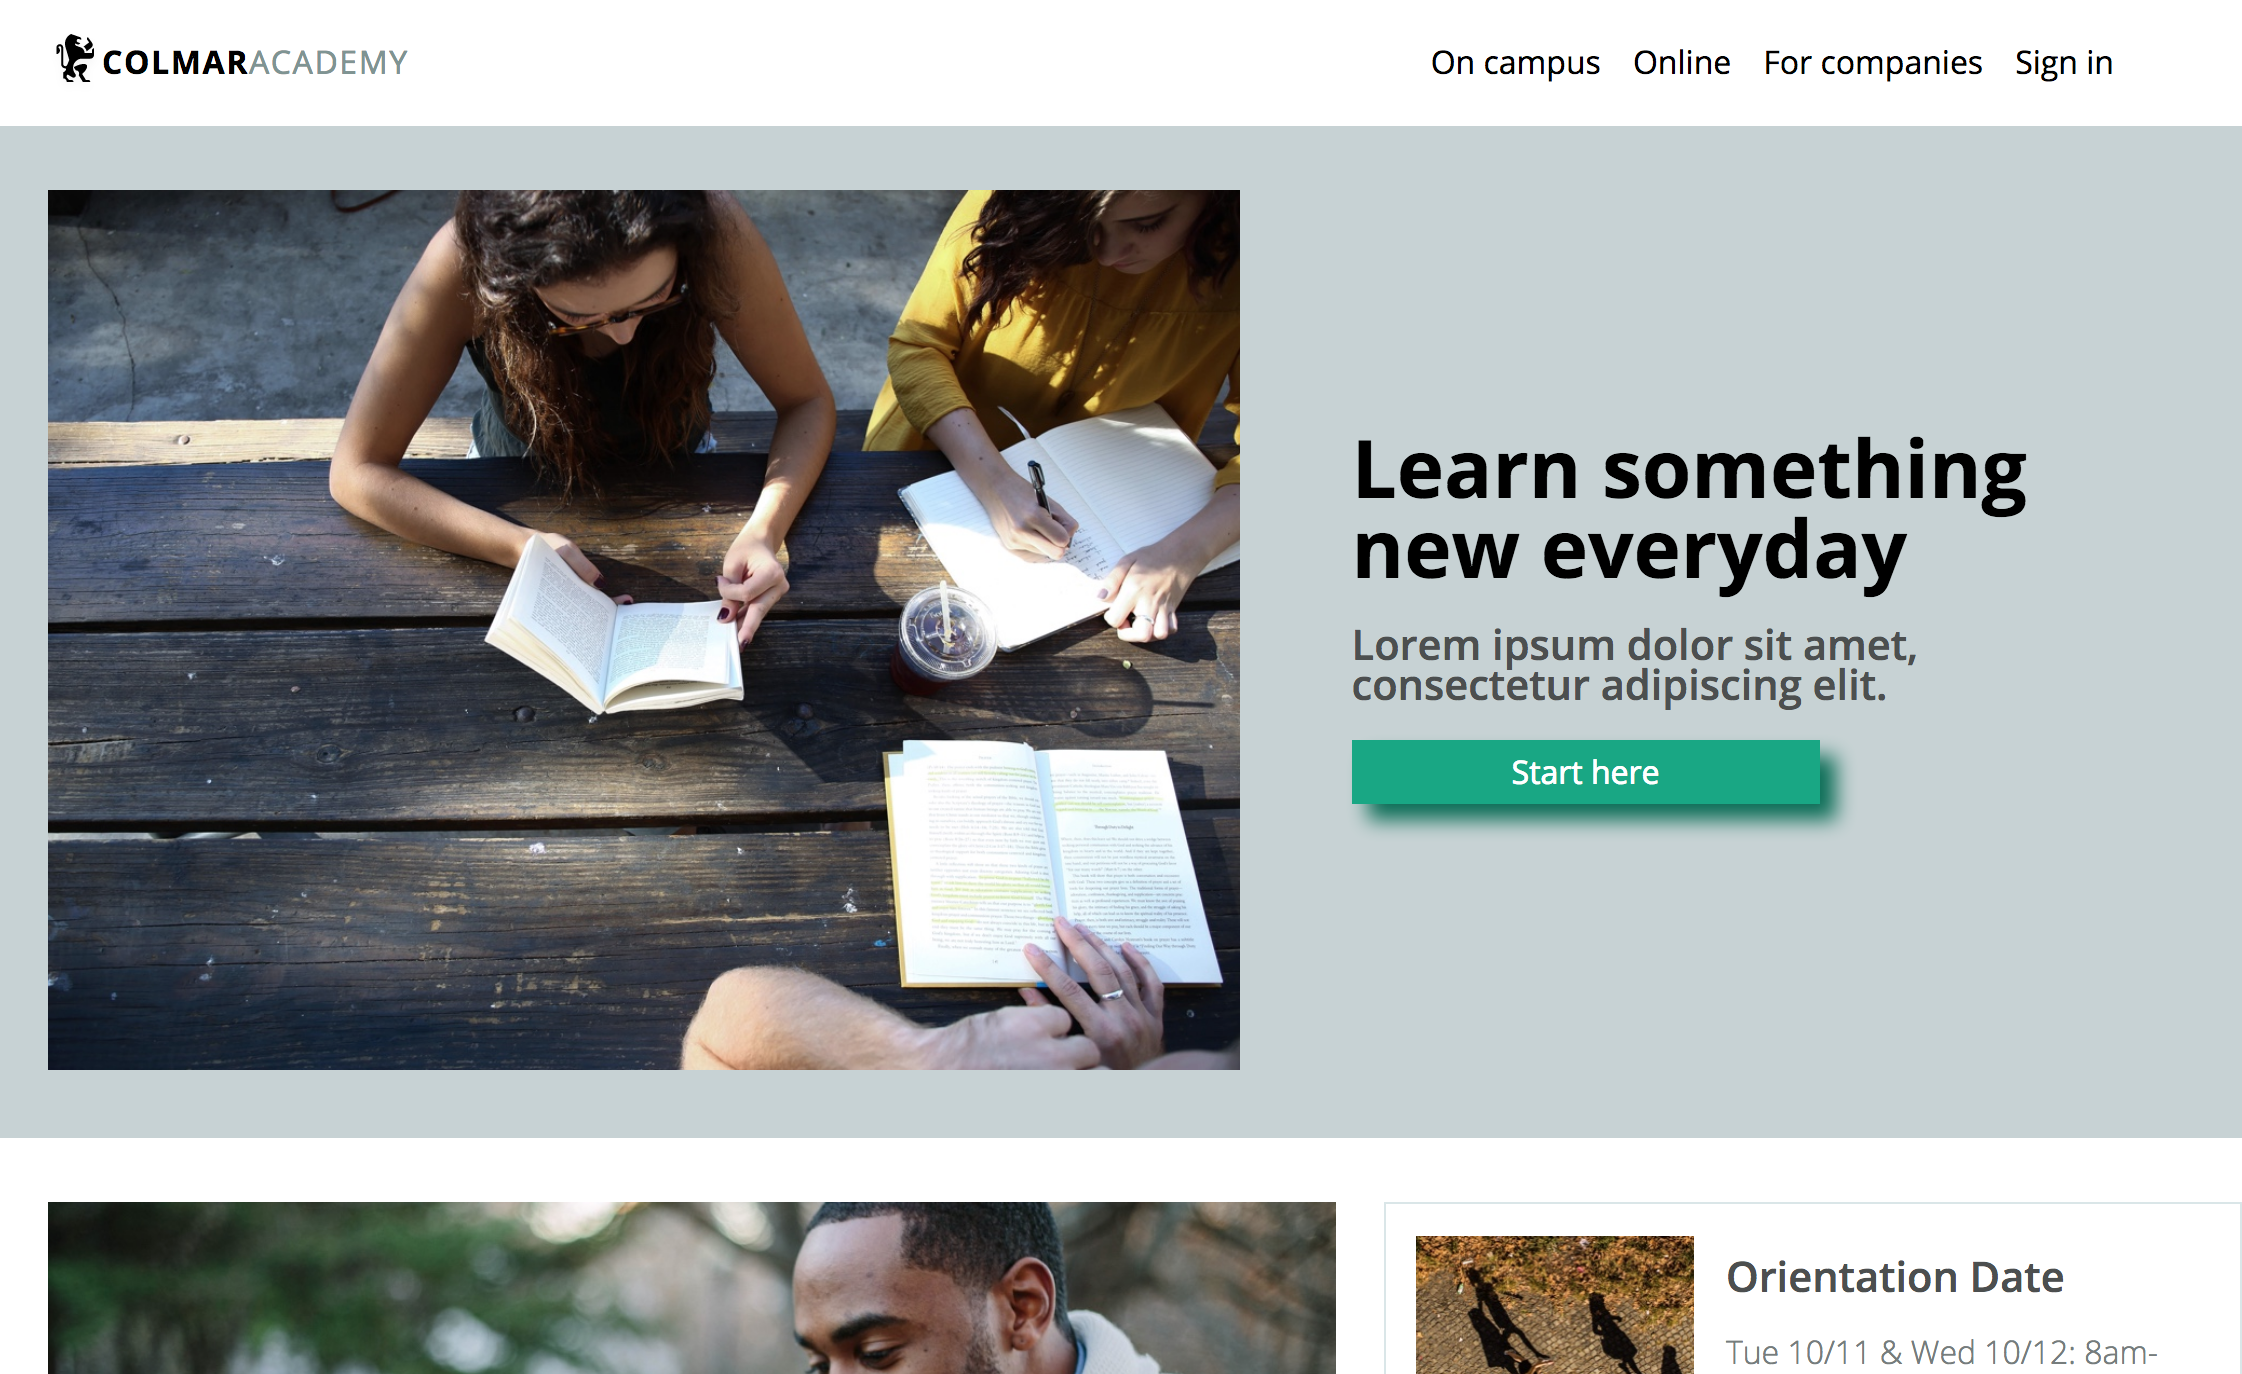 COLMARACADEMY
On campus Online For companies Sign in
Learn something
new everyday
Lorem ipsum dolor sit amet,
consectetur adipiscing elit.
Start here
Orientation Date
Tue 10/11 & Wed 10/12: 8am-